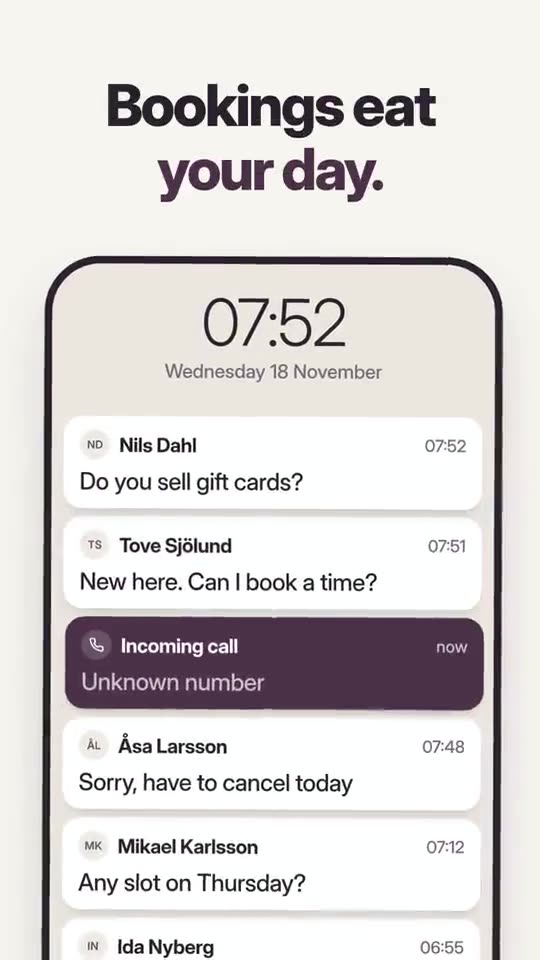 Bookings eat
your day.
07:52
Wednesday 18 November
ND Nils Dahl 07:52
Do you sell gift cards?
TS Tove Sjölund 07:51
New here. Can I book a time?
Incoming call now
Unknown number
ÅL Åsa Larsson 07:48
Sorry, have to cancel today
MK Mikael Karlsson 07:12
Any slot on Thursday?
IN Ida Nyberg 06:55